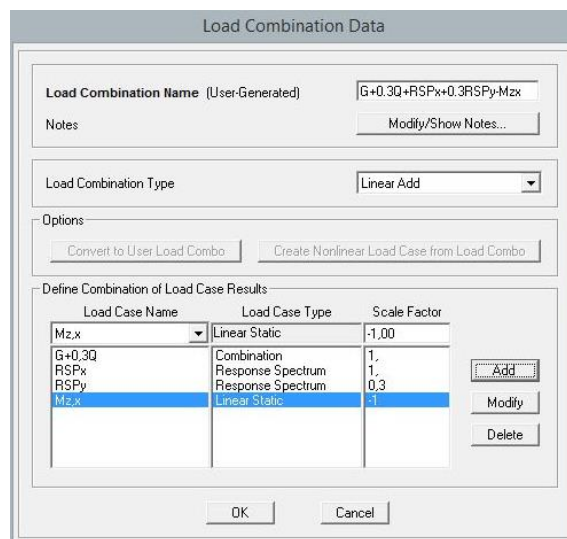 Load Combination Data
Load Combination Name (User-Generated) G+0.3Q+RSPx+0.3RSPy-Mzx
Notes Modify/Show Notes...
Load Combination Type Linear Add
Options
Convert to User Load Combo Create Nonlinear Load Case from Load Combo
Define Combination of Load Case Results
Load Case Name Load Case Type Scale Factor
Mz,x Linear Static -1,00
G+0,3Q Combination 1,
RSPx Response Spectrum 1,
RSPy Response Spectrum 0,3
Mz,x Linear Static -1
Add
Modify
Delete
OK Cancel